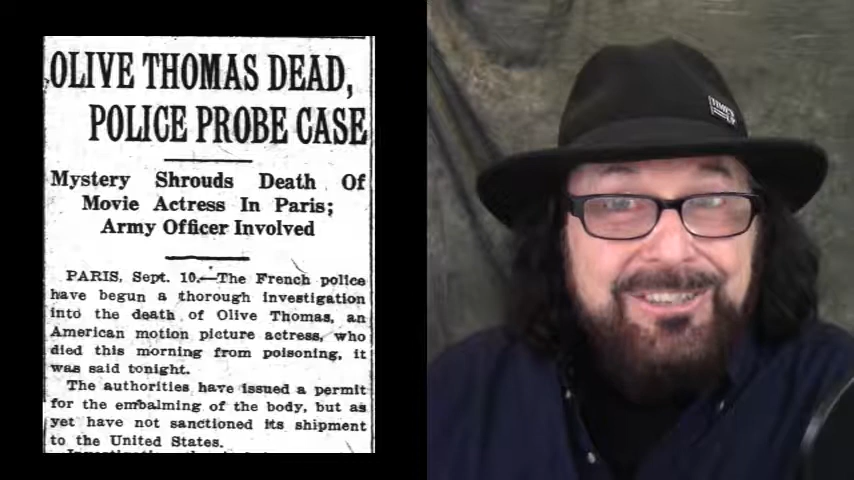 OLIVE THOMAS DEAD,
POLICE PROBE CASE
Mystery Shrouds Death Of
Movie Actress In Paris;
Army Officer Involved
PARIS, Sept. 10.—The French police
have begun a thorough investigation
into the death of Olive Thomas, an
American motion picture actress, who
died this morning from poisoning, it
was said tonight.
The authorities have issued a permit
for the embalming of the body, but as
yet have not sanctioned its shipment
to the United States.